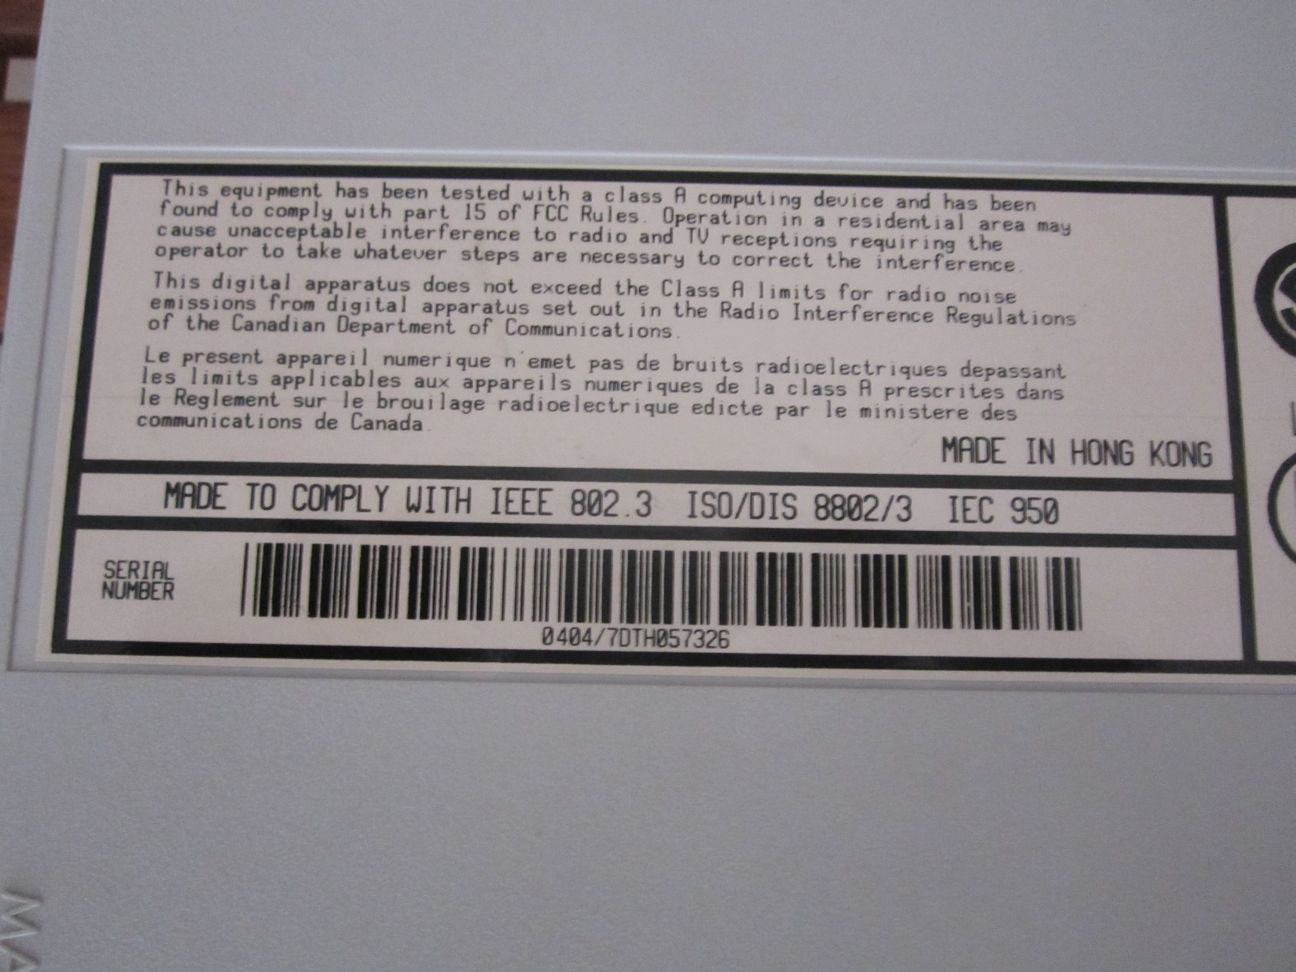 This equipment has been tested with a class A computing device and has been
found to comply with part 15 of FCC Rules. Operation in a residential area may
cause unacceptable interference to radio and TV receptions requiring the
operator to take whatever steps are necessary to correct the interference.
This digital apparatus does not exceed the Class A limits for radio noise
emissions from digital apparatus set out in the Radio Interference Regulations
of the Canadian Department of Communications.
Le present appareil numerique n'emet pas de bruits radioelectriques depassant
les limits applicables aux appareils numeriques de la class A prescrites dans
le Reglement sur le brouilage radioelectrique edicte par le ministere des
communications de Canada.
MADE IN HONG KONG
MADE TO COMPLY WITH IEEE 802.3 ISO/DIS 8802/3 IEC 950
SERIAL
NUMBER
0404/7DTH057326
MA